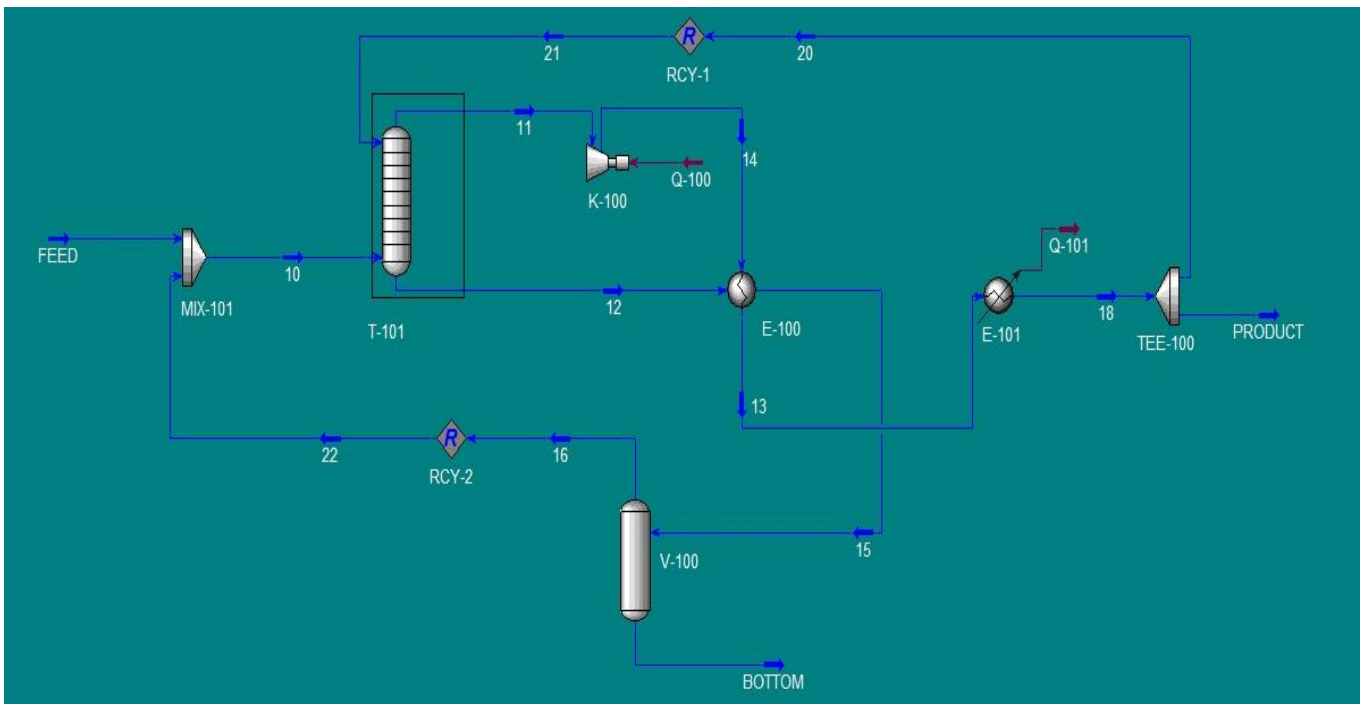 R
21
20
RCY-1
11
14
Q-100
K-100
FEED
10
MIX-101
T-101
12
E-100
Q-101
E-101
18
TEE-100
PRODUCT
13
R
22
16
RCY-2
15
V-100
BOTTOM